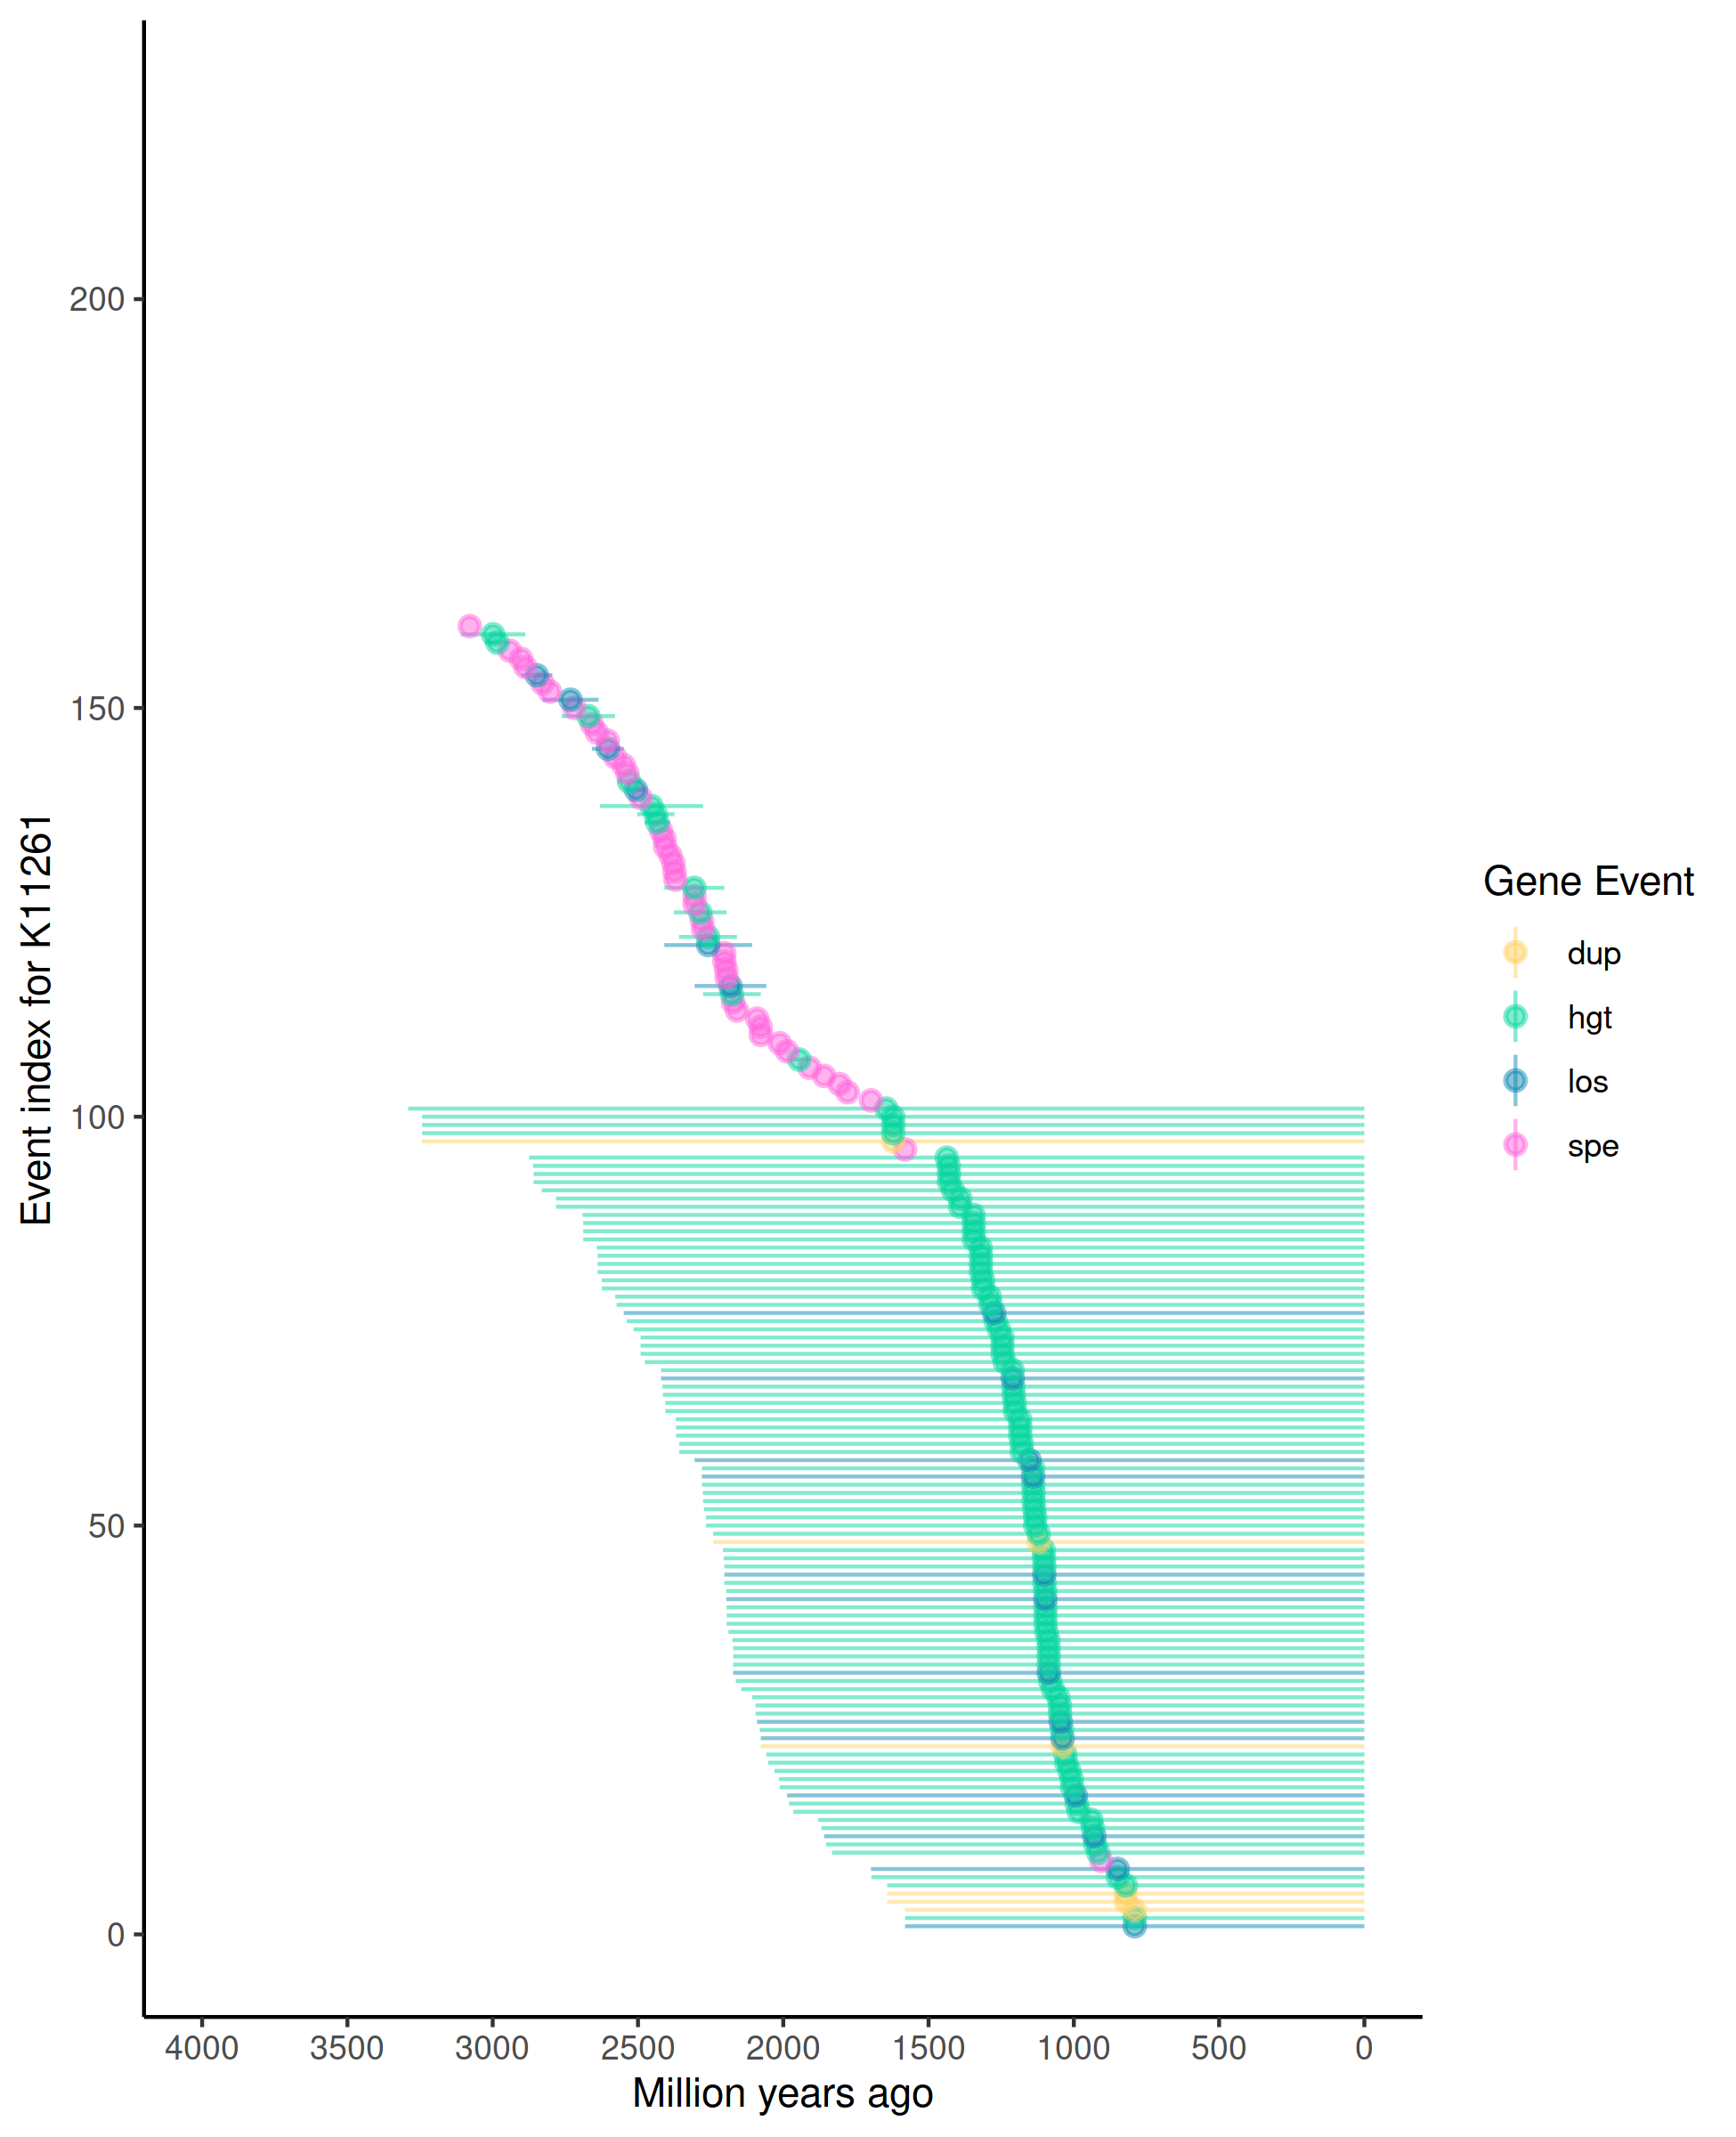 200
150
100
50
0
Event index for K11261
4000 3500 3000 2500 2000 1500 1000 500 0
Million years ago
Gene Event
dup
hgt
los
spe